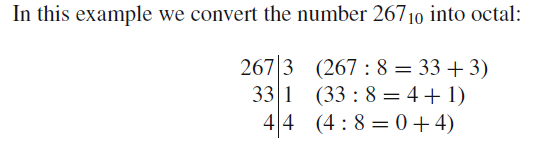 In this example we convert the number 267₁₀ into octal:
267|3 (267 : 8 = 33 + 3)
33|1 (33 : 8 = 4 + 1)
4|4 (4 : 8 = 0 + 4)